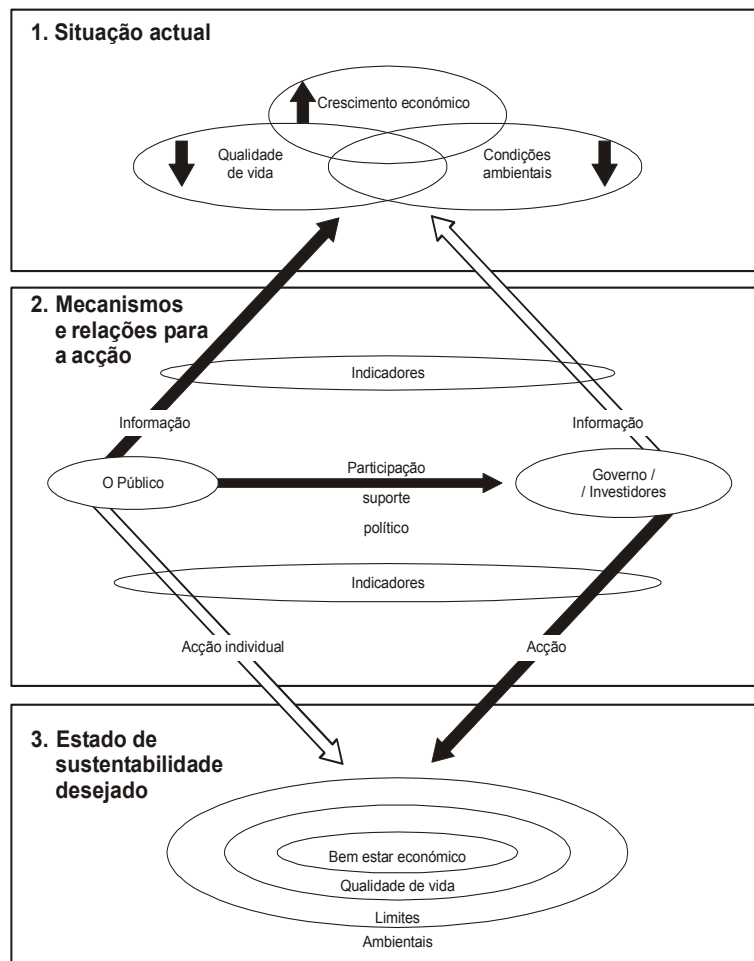 1. Situação actual
Crescimento económico
Qualidade
de vida
Condições
ambientais
2. Mecanismos
e relações para
a acção
Indicadores
Informação
Informação
O Público
Participação
suporte
político
Governo /
/ Investidores
Indicadores
Acção individual
Acção
3. Estado de
sustentabilidade
desejado
Bem estar económico
Qualidade de vida
Limites
Ambientais